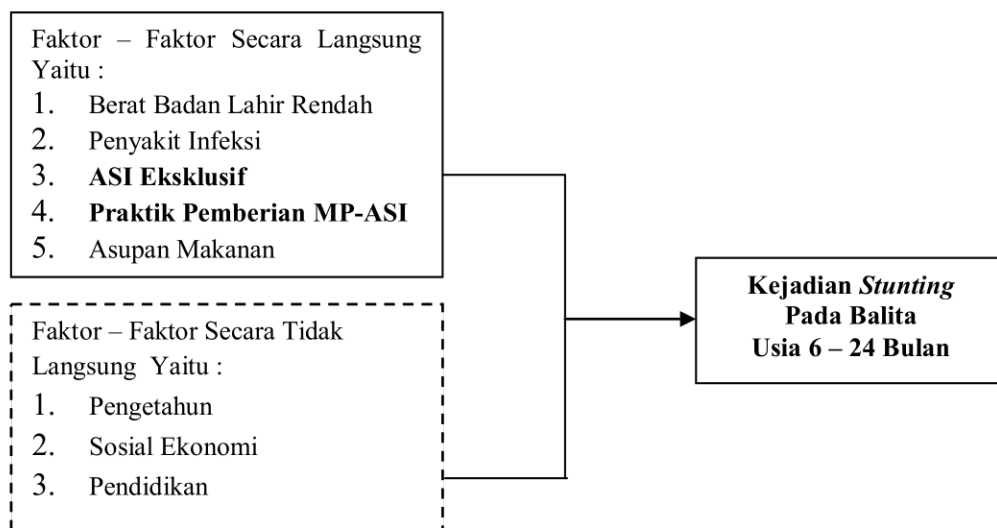 Faktor – Faktor Secara Langsung
Yaitu :
1. Berat Badan Lahir Rendah
2. Penyakit Infeksi
3. ASI Eksklusif
4. Praktik Pemberian MP-ASI
5. Asupan Makanan
Faktor – Faktor Secara Tidak
Langsung Yaitu :
1. Pengetahun
2. Sosial Ekonomi
3. Pendidikan
Kejadian Stunting
Pada Balita
Usia 6 – 24 Bulan